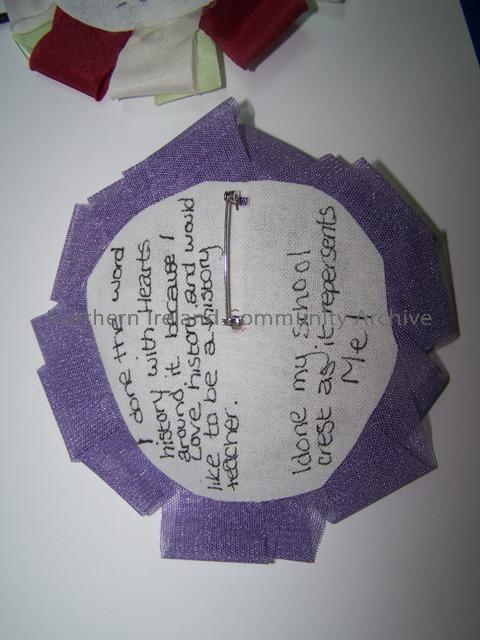 I done the word
history with Hearts
around it because I
Love history and would
like to be a history
teacher.
I done my school
crest as it repersents
Me
Northern Ireland Community Archive